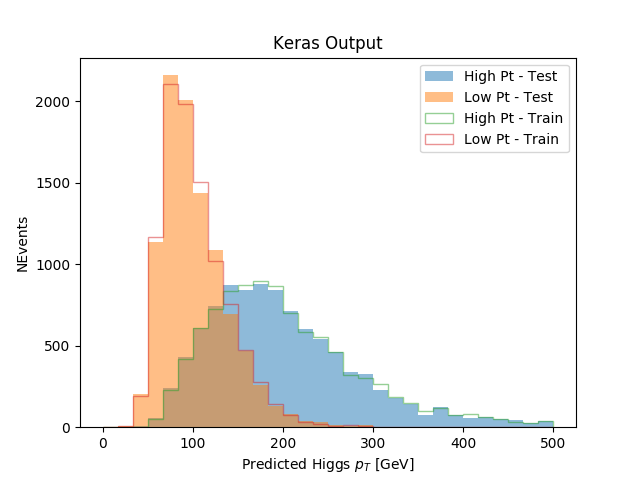 Keras Output
High Pt - Test
Low Pt - Test
High Pt - Train
Low Pt - Train
NEvents
2000
1500
1000
500
0
0 100 200 300 400 500
Predicted Higgs p_T [GeV]